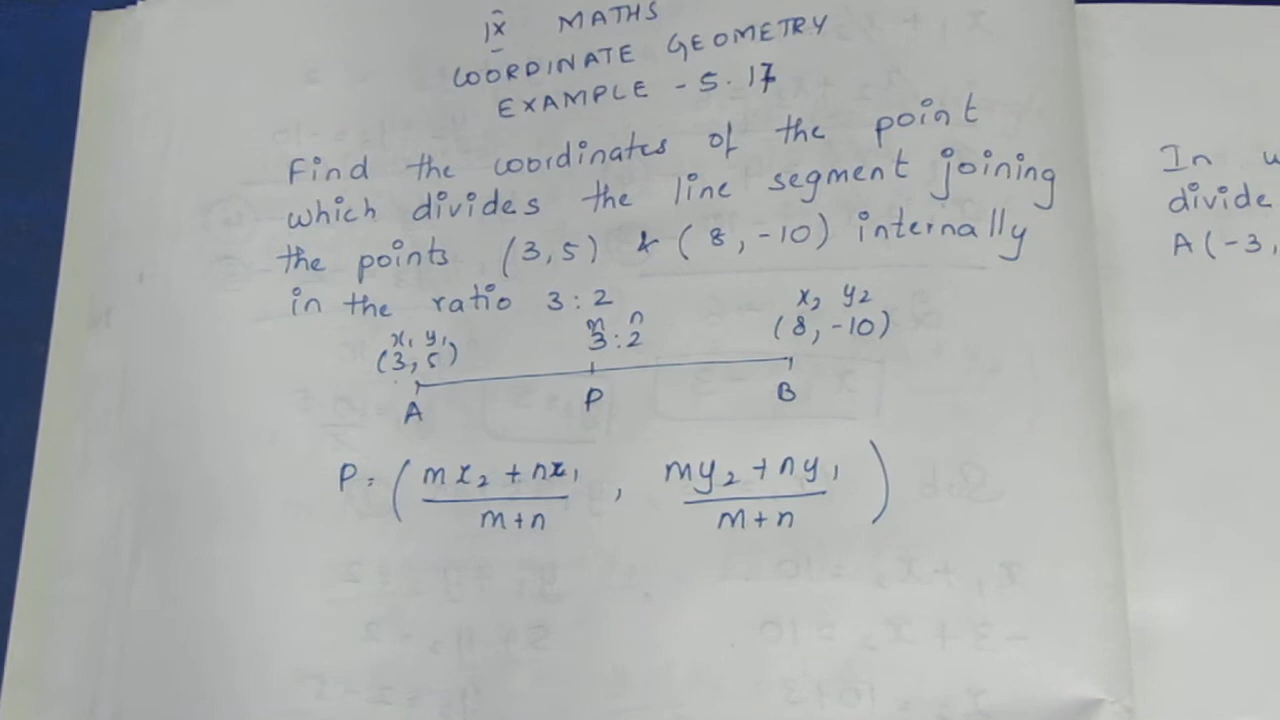 IX MATHS
COORDINATE GEOMETRY
EXAMPLE - 5.17
Find the coordinates of the point
which divides the line segment joining
the points (3,5) & (8,-10) internally
in the ratio 3:2
x₁ y₁ m n x₂ y₂
(3,5) 3:2 (8,-10)
A P B
P = ( (mx₂ + nx₁)/(m+n) , (my₂ + ny₁)/(m+n) )
In
divide
A(-3,